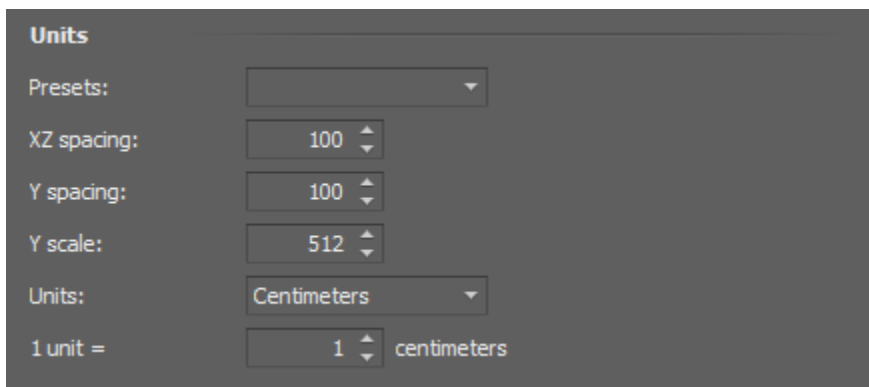 Units
Presets:
XZ spacing: 100
Y spacing: 100
Y scale: 512
Units: Centimeters
1 unit = 1 centimeters